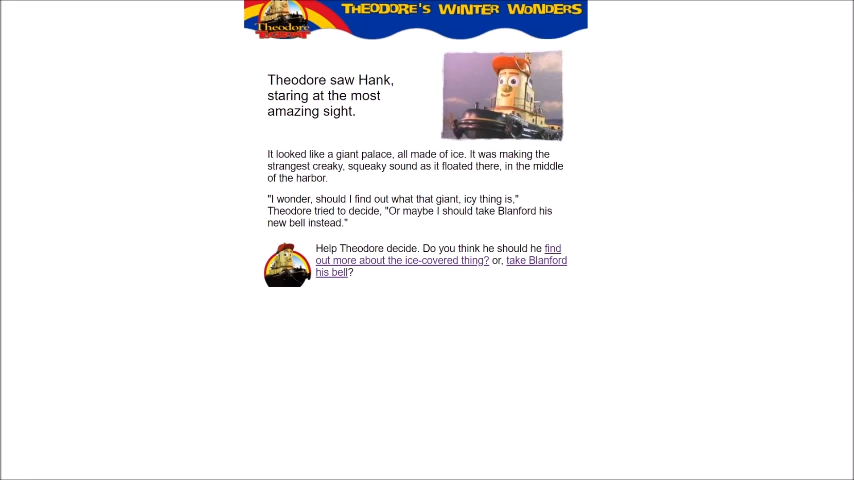 THEODORE'S WINTER WONDERS
Theodore
Theodore saw Hank,
staring at the most
amazing sight.
It looked like a giant palace, all made of ice. It was making the
strangest creaky, squeaky sound as it floated there, in the middle
of the harbor.
"I wonder, should I find out what that giant, icy thing is,"
Theodore tried to decide, "Or maybe I should take Blanford his
new bell instead."
Help Theodore decide. Do you think he should he find
out more about the ice-covered thing? or, take Blanford
his bell?